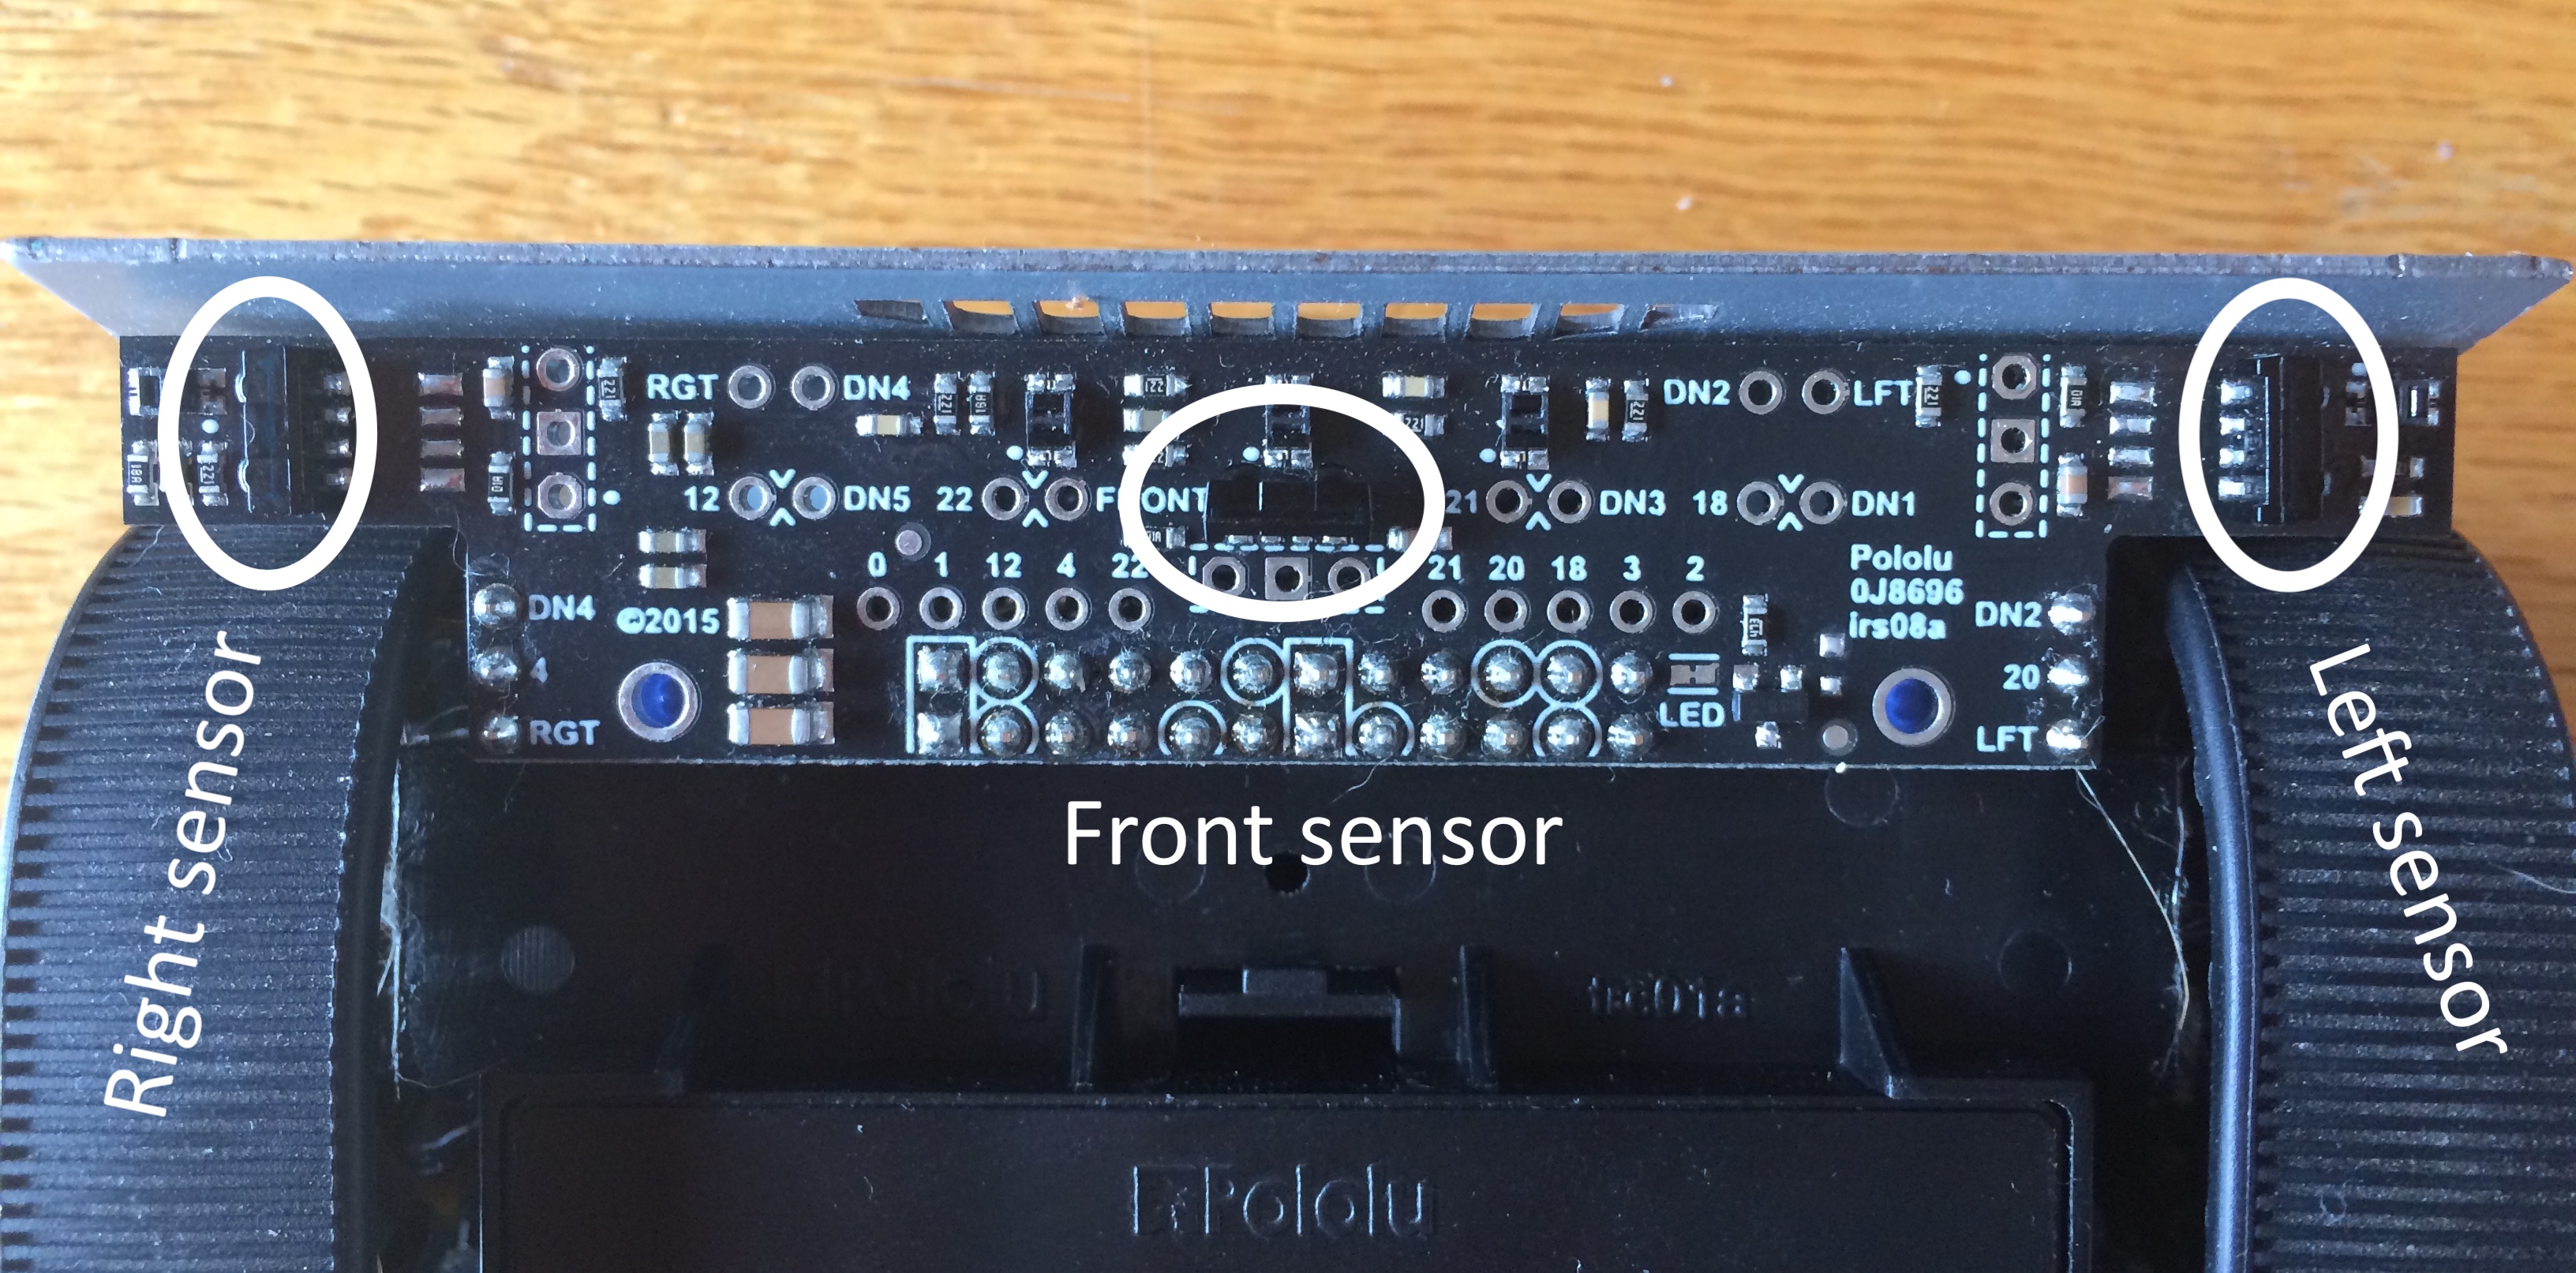 RGT DN4
DN2 LFT
12 DN5 22 FRONT 21 DN3 18 DN1
0 1 12 4 22 21 20 18 3 2
Pololu
0J8696
irs08a
DN4
©2015
DN2
4
20
RGT
LED
LFT
Right sensor
Front sensor
Left sensor
trc01a
Pololu